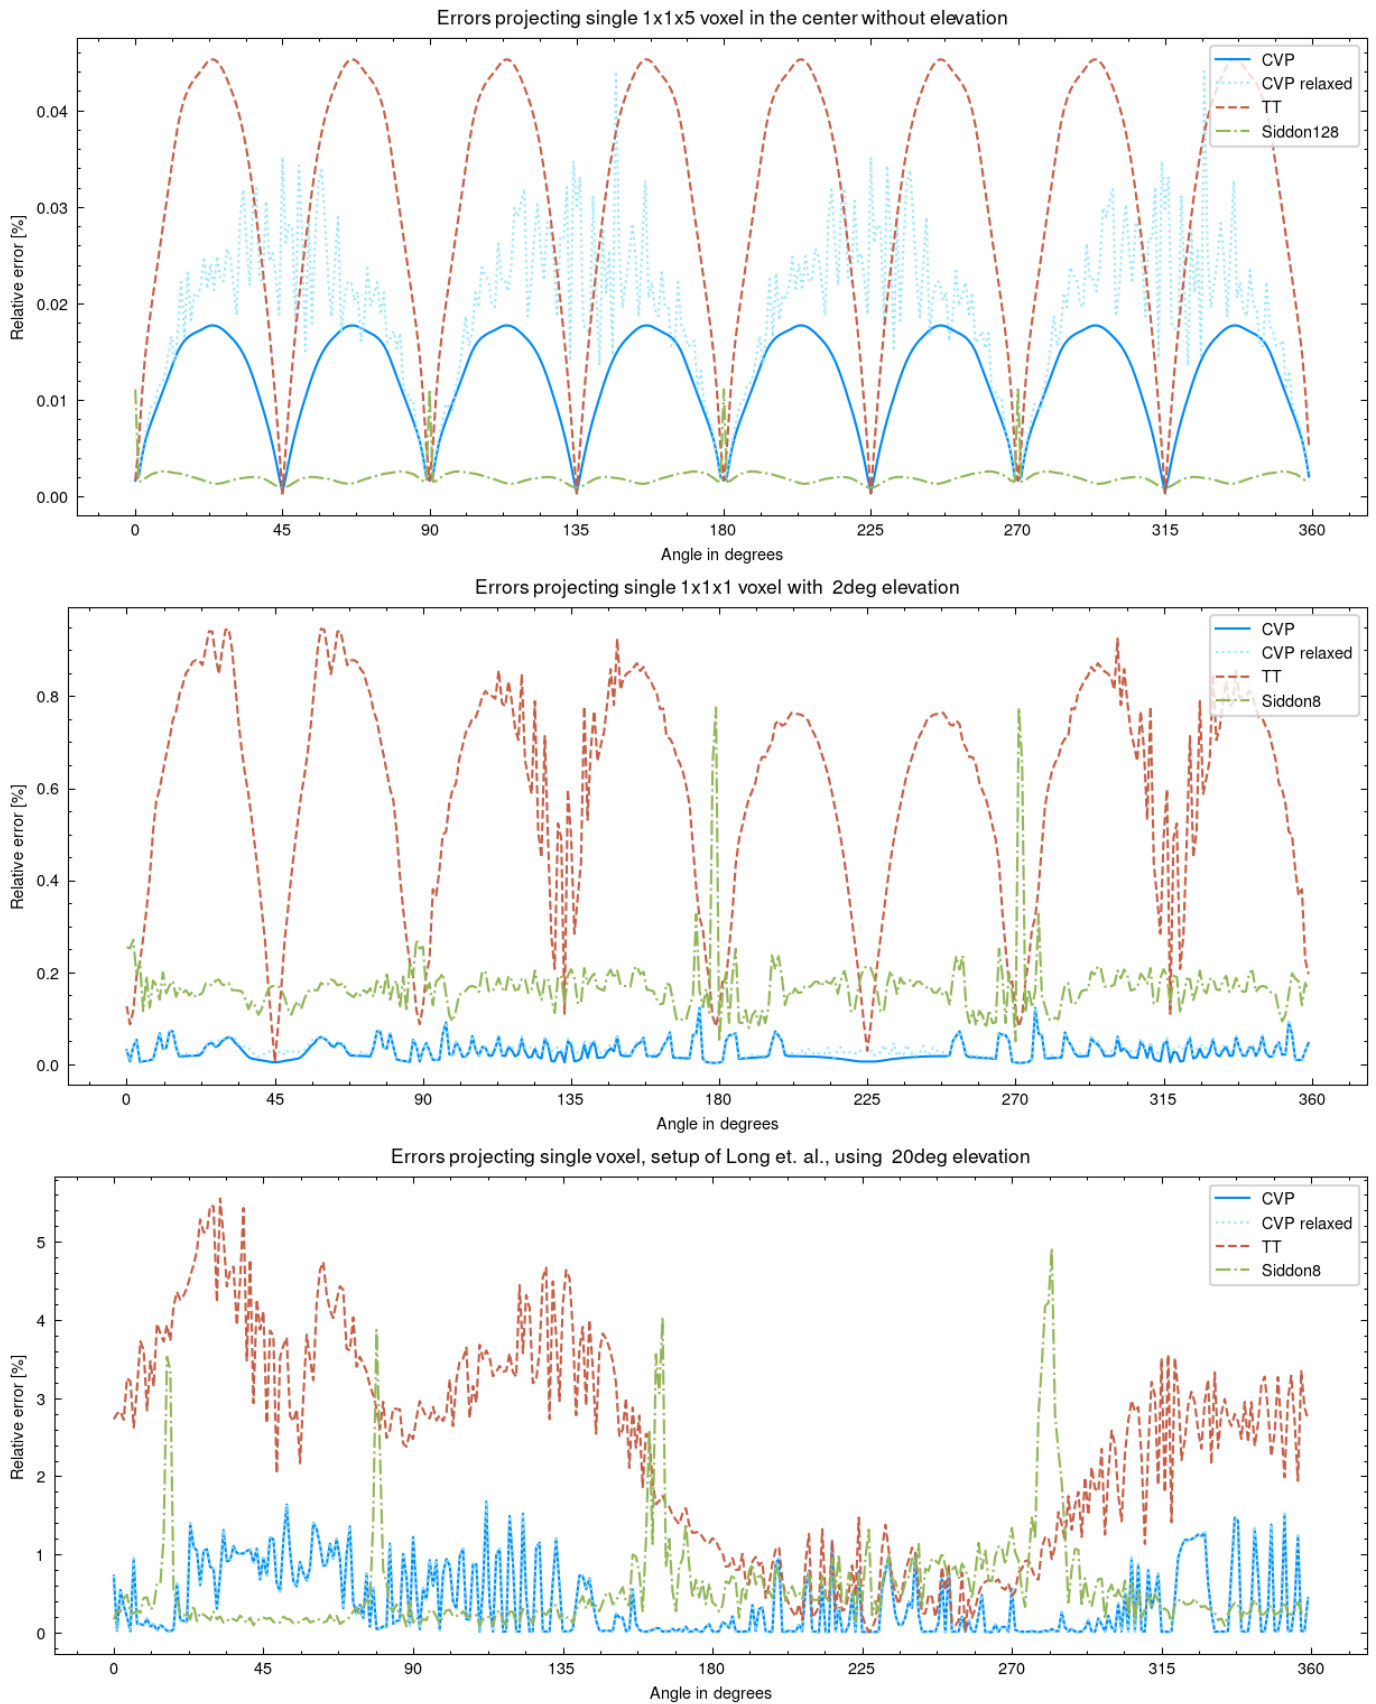 Errors projecting single 1x1x5 voxel in the center without elevation
CVP
CVP relaxed
TT
Siddon128
0.04
0.03
0.02
0.01
0.00
Relative error [%]
0 45 90 135 180 225 270 315 360
Angle in degrees
Errors projecting single 1x1x1 voxel with 2deg elevation
CVP
CVP relaxed
TT
Siddon8
0.8
0.6
0.4
0.2
0.0
Relative error [%]
0 45 90 135 180 225 270 315 360
Angle in degrees
Errors projecting single voxel, setup of Long et. al., using 20deg elevation
CVP
CVP relaxed
TT
Siddon8
5
4
3
2
1
0
Relative error [%]
0 45 90 135 180 225 270 315 360
Angle in degrees